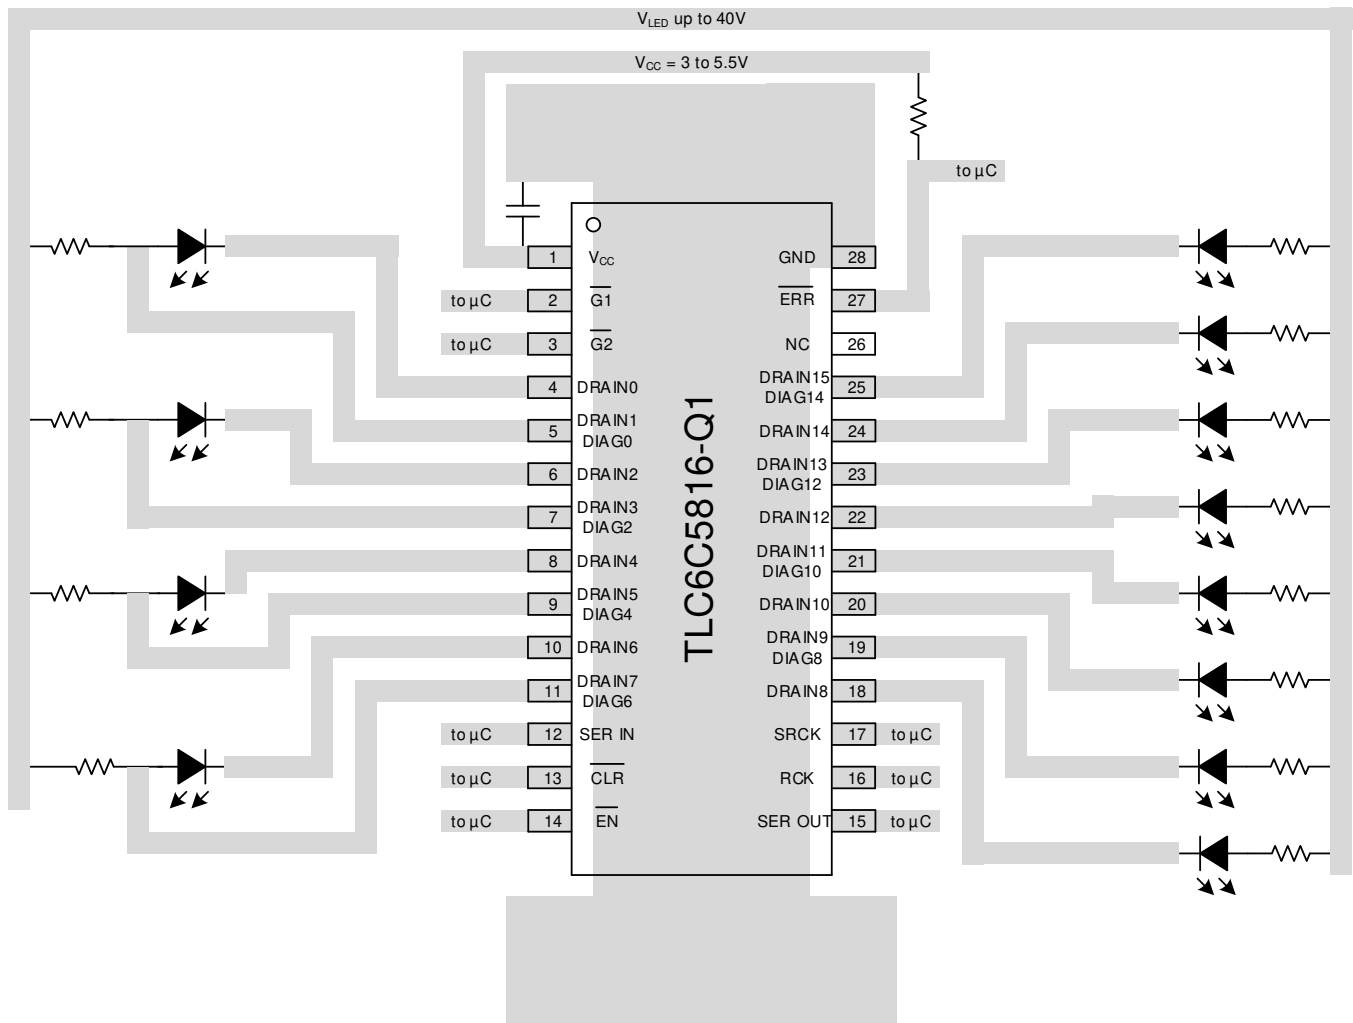 VLED up to 40V
VCC = 3 to 5.5V
to µC
1 VCC GND 28
to µC 2 G1 ERR 27
to µC 3 G2 NC 26
4 DRAIN0 DRAIN15 DIAG14 25
5 DRAIN1 DIAG0 DRAIN14 24
6 DRAIN2 DRAIN13 DIAG12 23
7 DRAIN3 DIAG2 DRAIN12 22
8 DRAIN4 DRAIN11 DIAG10 21
9 DRAIN5 DIAG4 DRAIN10 20
10 DRAIN6 DRAIN9 DIAG8 19
11 DRAIN7 DIAG6 DRAIN8 18
to µC 12 SER IN SRCK 17 to µC
to µC 13 CLR RCK 16 to µC
to µC 14 EN SER OUT 15 to µC
TLC6C5816-Q1